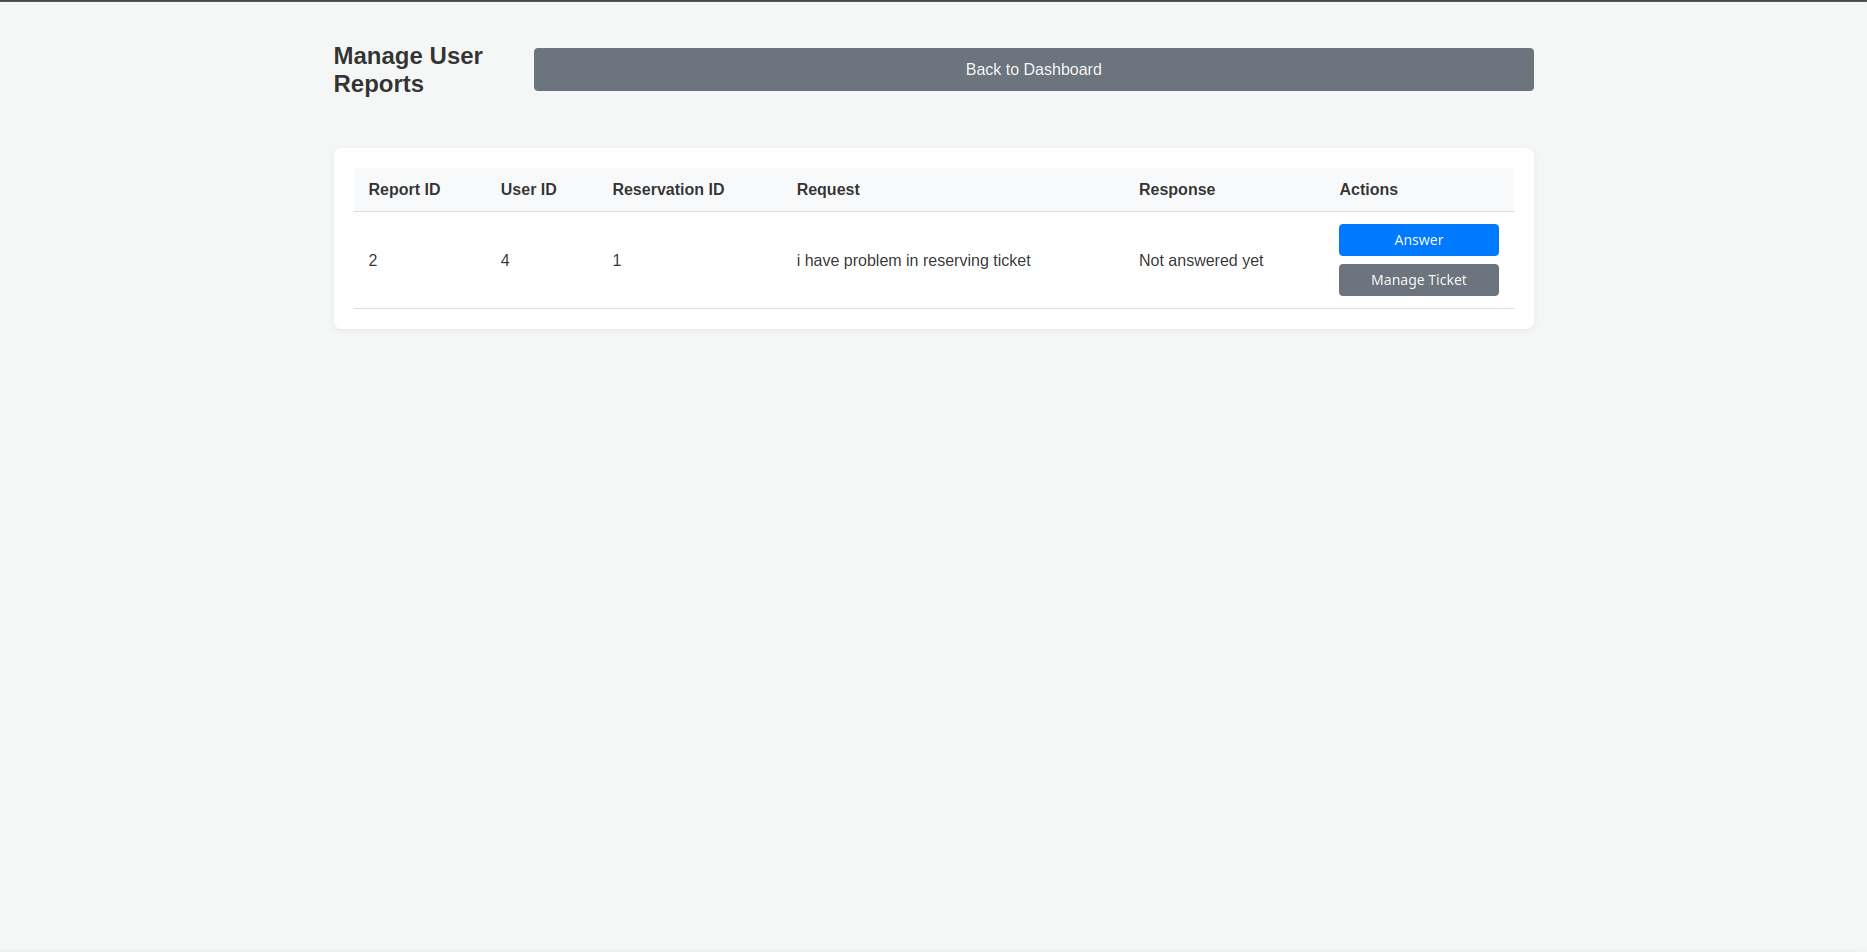 Manage User
Reports
Back to Dashboard
Report ID User ID Reservation ID Request Response Actions
2 4 1 i have problem in reserving ticket Not answered yet
Answer
Manage Ticket